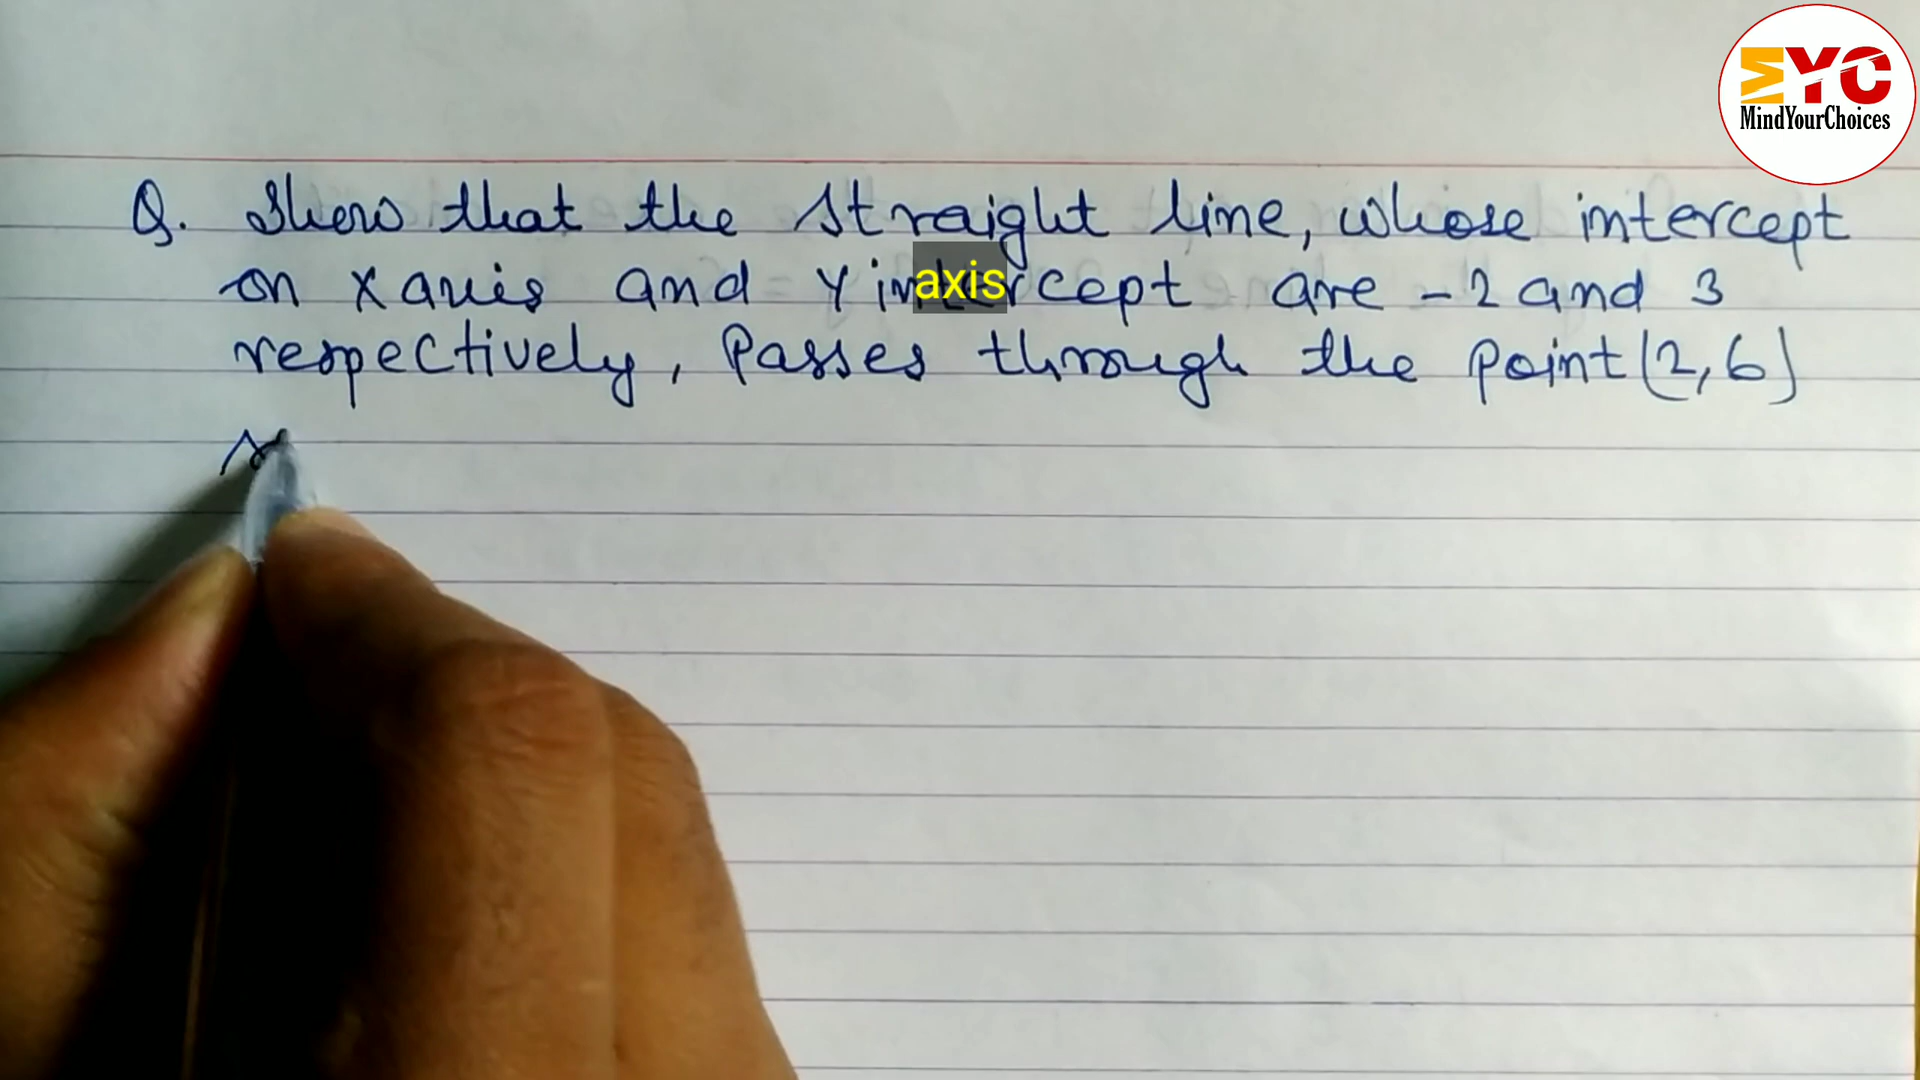 MYC
MindYourChoices
Q. Show that the straight line, whose intercept
on X axis and Y intercept are -2 and 3
axis
respectively, Passes through the point (2,6)